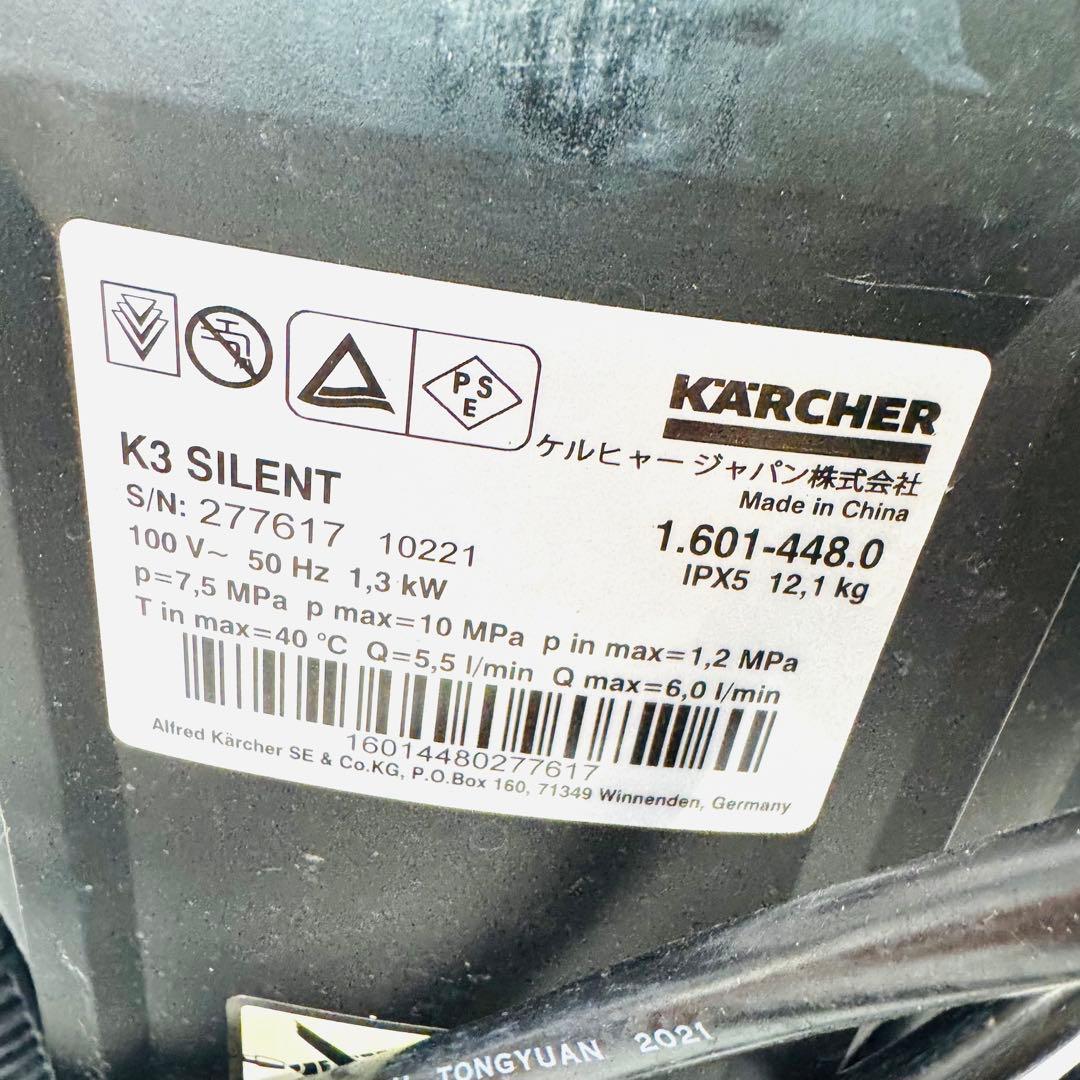 P S
E
KÄRCHER
ケルヒャー ジャパン株式会社
Made in China
K3 SILENT
1.601-448.0
S/N: 277617 10221
IPX5 12,1 kg
100 V~ 50 Hz 1,3 kW
p=7,5 MPa p max=10 MPa p in max=1,2 MPa
T in max=40 °C Q=5,5 l/min Q max=6,0 l/min
16014480277617
Alfred Kärcher SE & Co.KG, P.O.Box 160, 71349 Winnenden, Germany
TONGYUAN 2021